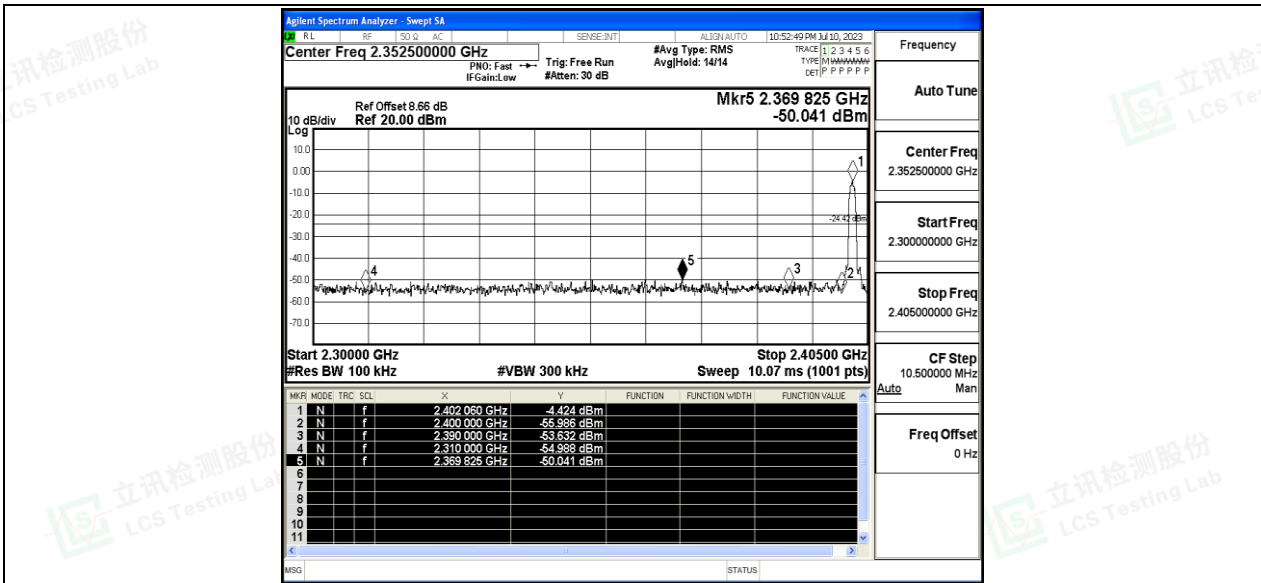 Agilent Spectrum Analyzer - Swept SA
RL RF 50 Ω AC SENSE:INT ALIGN AUTO 10:52:49 PM Jul 10, 2023
Center Freq 2.352500000 GHz
PNO: Fast
IFGain:Low
Trig: Free Run
#Atten: 30 dB
#Avg Type: RMS
Avg|Hold: 14/14
TRACE 1 2 3 4 5 6
TYPE M
DET P P P P P P
Ref Offset 8.66 dB
10 dB/div Ref 20.00 dBm
Log
Mkr5 2.369 825 GHz
-50.041 dBm
10.0
0.00
-10.0
-20.0
-30.0
-40.0
-50.0
-60.0
-70.0
1
-24.42 dBm
5
3
4
2
Start 2.30000 GHz Stop 2.40500 GHz
#Res BW 100 kHz #VBW 300 kHz Sweep 10.07 ms (1001 pts)
MKR MODE TRC SCL X Y FUNCTION FUNCTION WIDTH FUNCTION VALUE
1 N f 2.402 060 GHz -4.424 dBm
2 N f 2.400 000 GHz -55.986 dBm
3 N f 2.390 000 GHz -53.632 dBm
4 N f 2.310 000 GHz -54.988 dBm
5 N f 2.369 825 GHz -50.041 dBm
6
7
8
9
10
11
MSG STATUS
Frequency
Auto Tune
Center Freq
2.352500000 GHz
Start Freq
2.300000000 GHz
Stop Freq
2.405000000 GHz
CF Step
10.500000 MHz
Auto Man
Freq Offset
0 Hz
讯检测股份
LCS Testing Lab
立讯检
LCS Te
立讯检测股份
LCS Testing La
立讯检测股份
LCS Testing Lab